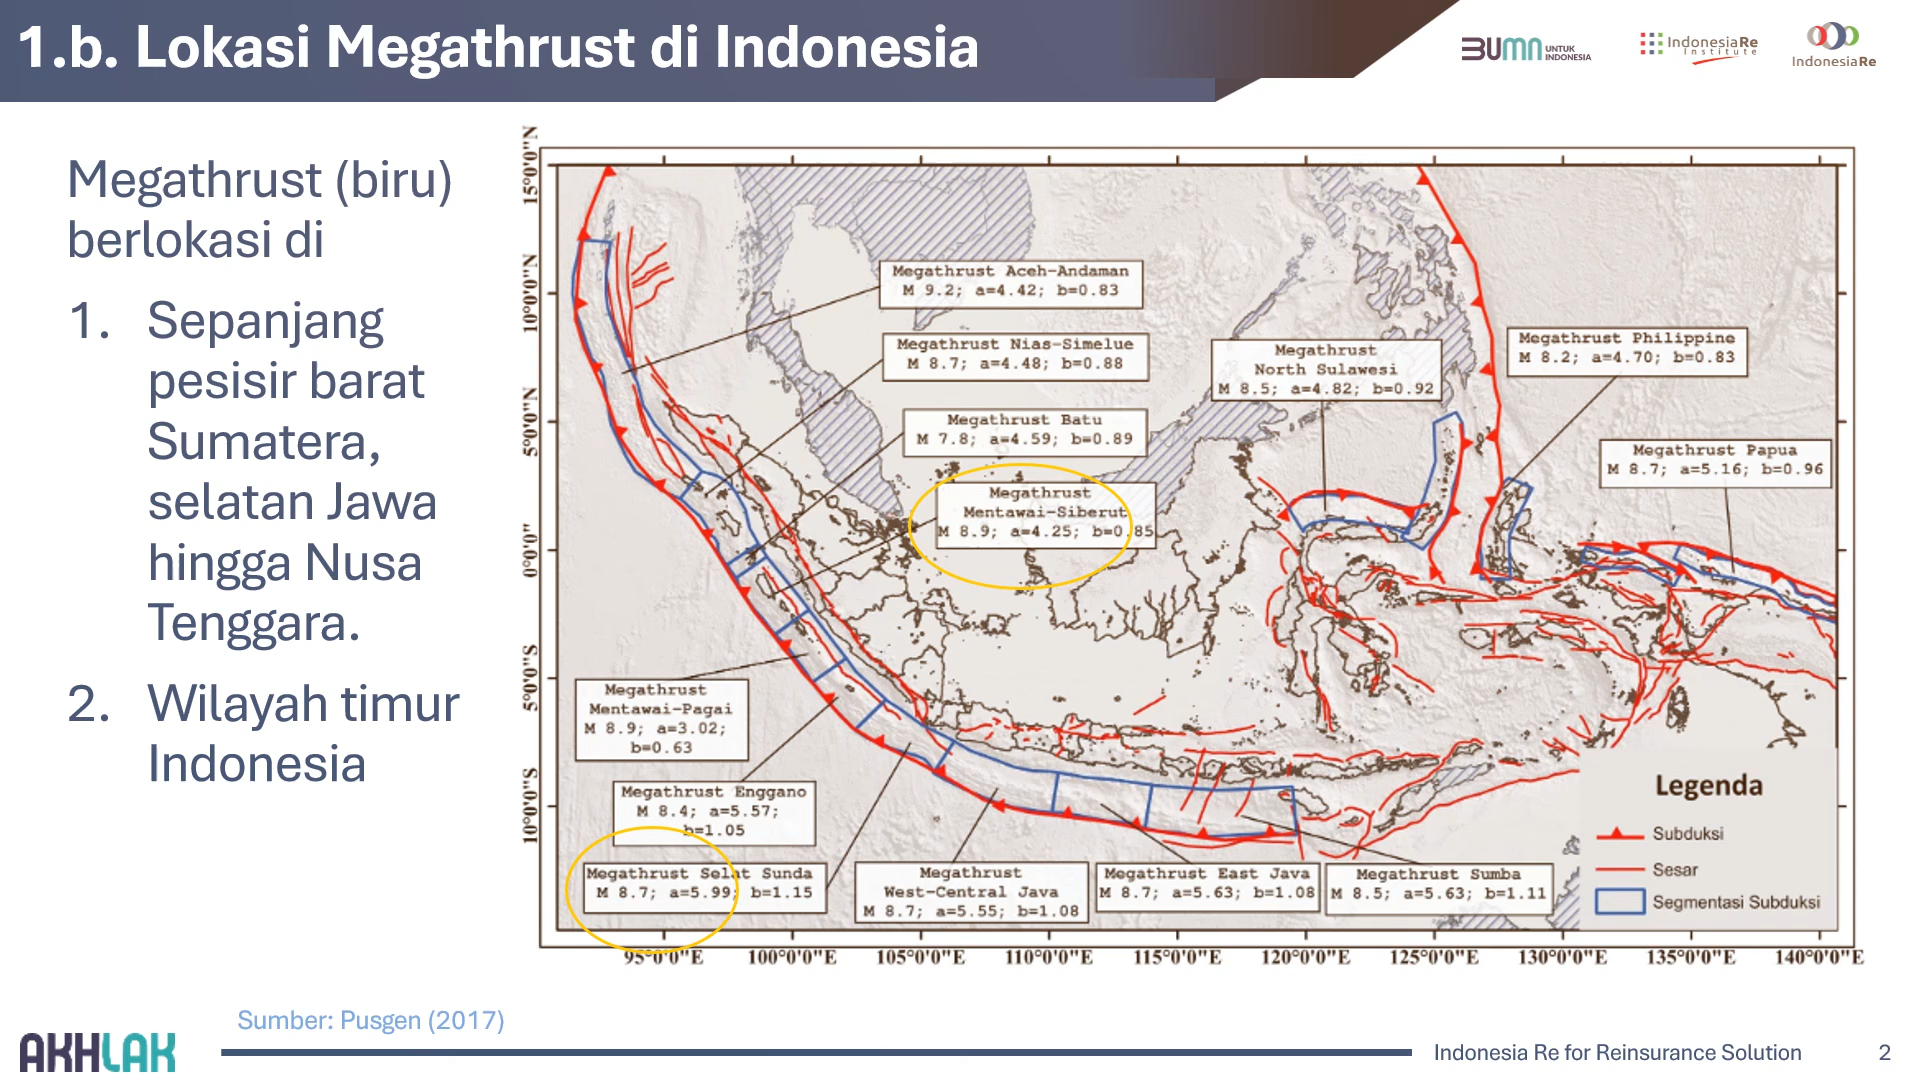 1.b. Lokasi Megathrust di Indonesia
BUMN UNTUK
INDONESIA
IndonesiaRe
Institute
IndonesiaRe
Megathrust (biru)
berlokasi di
1. Sepanjang
pesisir barat
Sumatera,
selatan Jawa
hingga Nusa
Tenggara.
2. Wilayah timur
Indonesia
15°0'0"N
10°0'0"N
5°0'0"N
0°0'0"
5°0'0"S
10°0'0"S
Megathrust Aceh-Andaman
M 9.2; a=4.42; b=0.83
Megathrust Nias-Simelue
M 8.7; a=4.48; b=0.88
Megathrust Batu
M 7.8; a=4.59; b=0.89
Megathrust
Mentawai-Siberut
M 8.9; a=4.25; b=0.85
Megathrust
North Sulawesi
M 8.5; a=4.82; b=0.92
Megathrust Philippine
M 8.2; a=4.70; b=0.83
Megathrust Papua
M 8.7; a=5.16; b=0.96
Megathrust
Mentawai-Pagai
M 8.9; a=3.02;
b=0.63
Megathrust Enggano
M 8.4; a=5.57;
b=1.05
Megathrust Selat Sunda
M 8.7; a=5.99; b=1.15
Megathrust
West-Central Java
M 8.7; a=5.55; b=1.08
Megathrust East Java
M 8.7; a=5.63; b=1.08
Megathrust Sumba
M 8.5; a=5.63; b=1.11
Legenda
Subduksi
Sesar
Segmentasi Subduksi
95°0'0"E 100°0'0"E 105°0'0"E 110°0'0"E 115°0'0"E 120°0'0"E 125°0'0"E 130°0'0"E 135°0'0"E 140°0'0"E
Sumber: Pusgen (2017)
AKHLAK
Indonesia Re for Reinsurance Solution 2